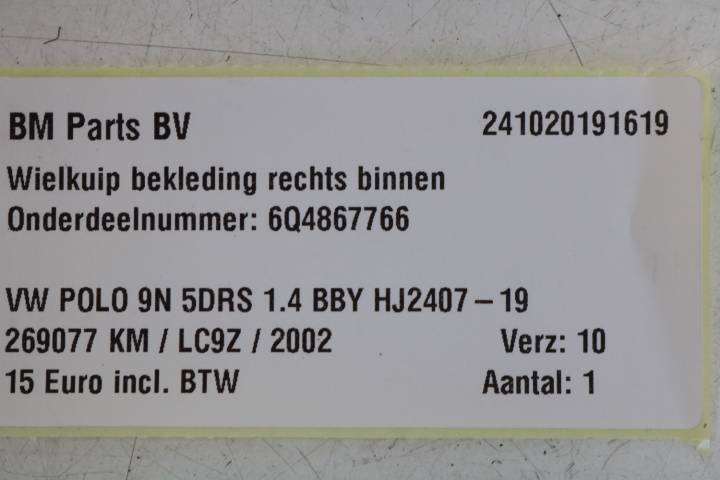 BM Parts BV 241020191619
Wielkuip bekleding rechts binnen
Onderdeelnummer: 6Q4867766
VW POLO 9N 5DRS 1.4 BBY HJ2407 – 19
269077 KM / LC9Z / 2002 Verz: 10
15 Euro incl. BTW Aantal: 1